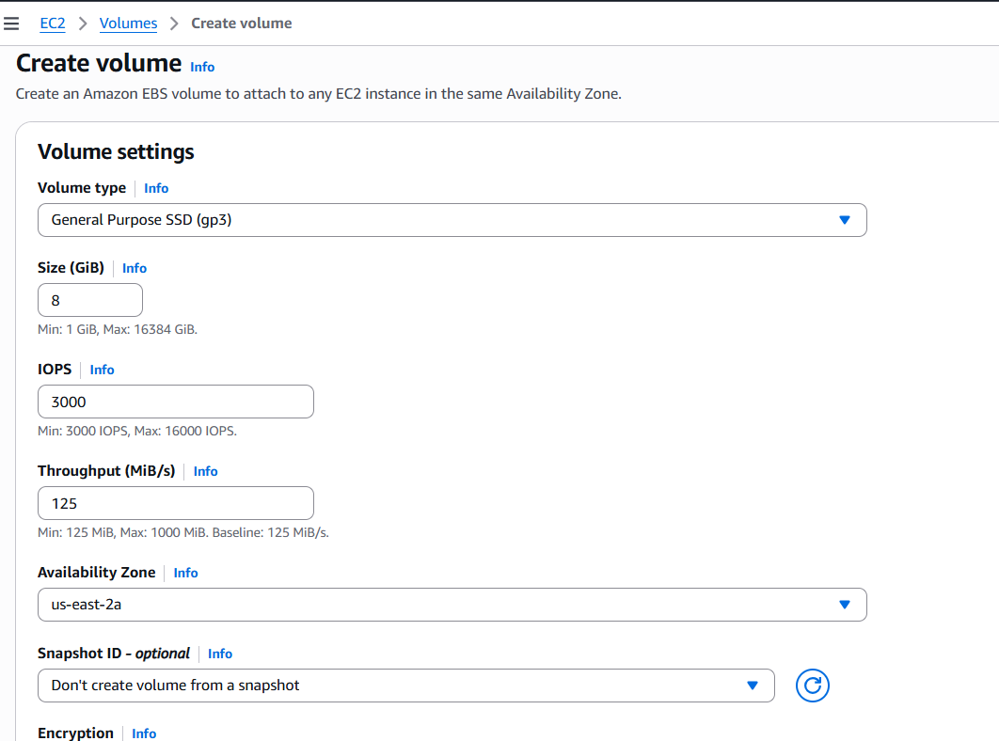 EC2 > Volumes > Create volume
Create volume Info
Create an Amazon EBS volume to attach to any EC2 instance in the same Availability Zone.
Volume settings
Volume type Info
General Purpose SSD (gp3)
Size (GiB) Info
8
Min: 1 GiB, Max: 16384 GiB.
IOPS Info
3000
Min: 3000 IOPS, Max: 16000 IOPS.
Throughput (MiB/s) Info
125
Min: 125 MiB, Max: 1000 MiB. Baseline: 125 MiB/s.
Availability Zone Info
us-east-2a
Snapshot ID - optional Info
Don't create volume from a snapshot
Encryption Info